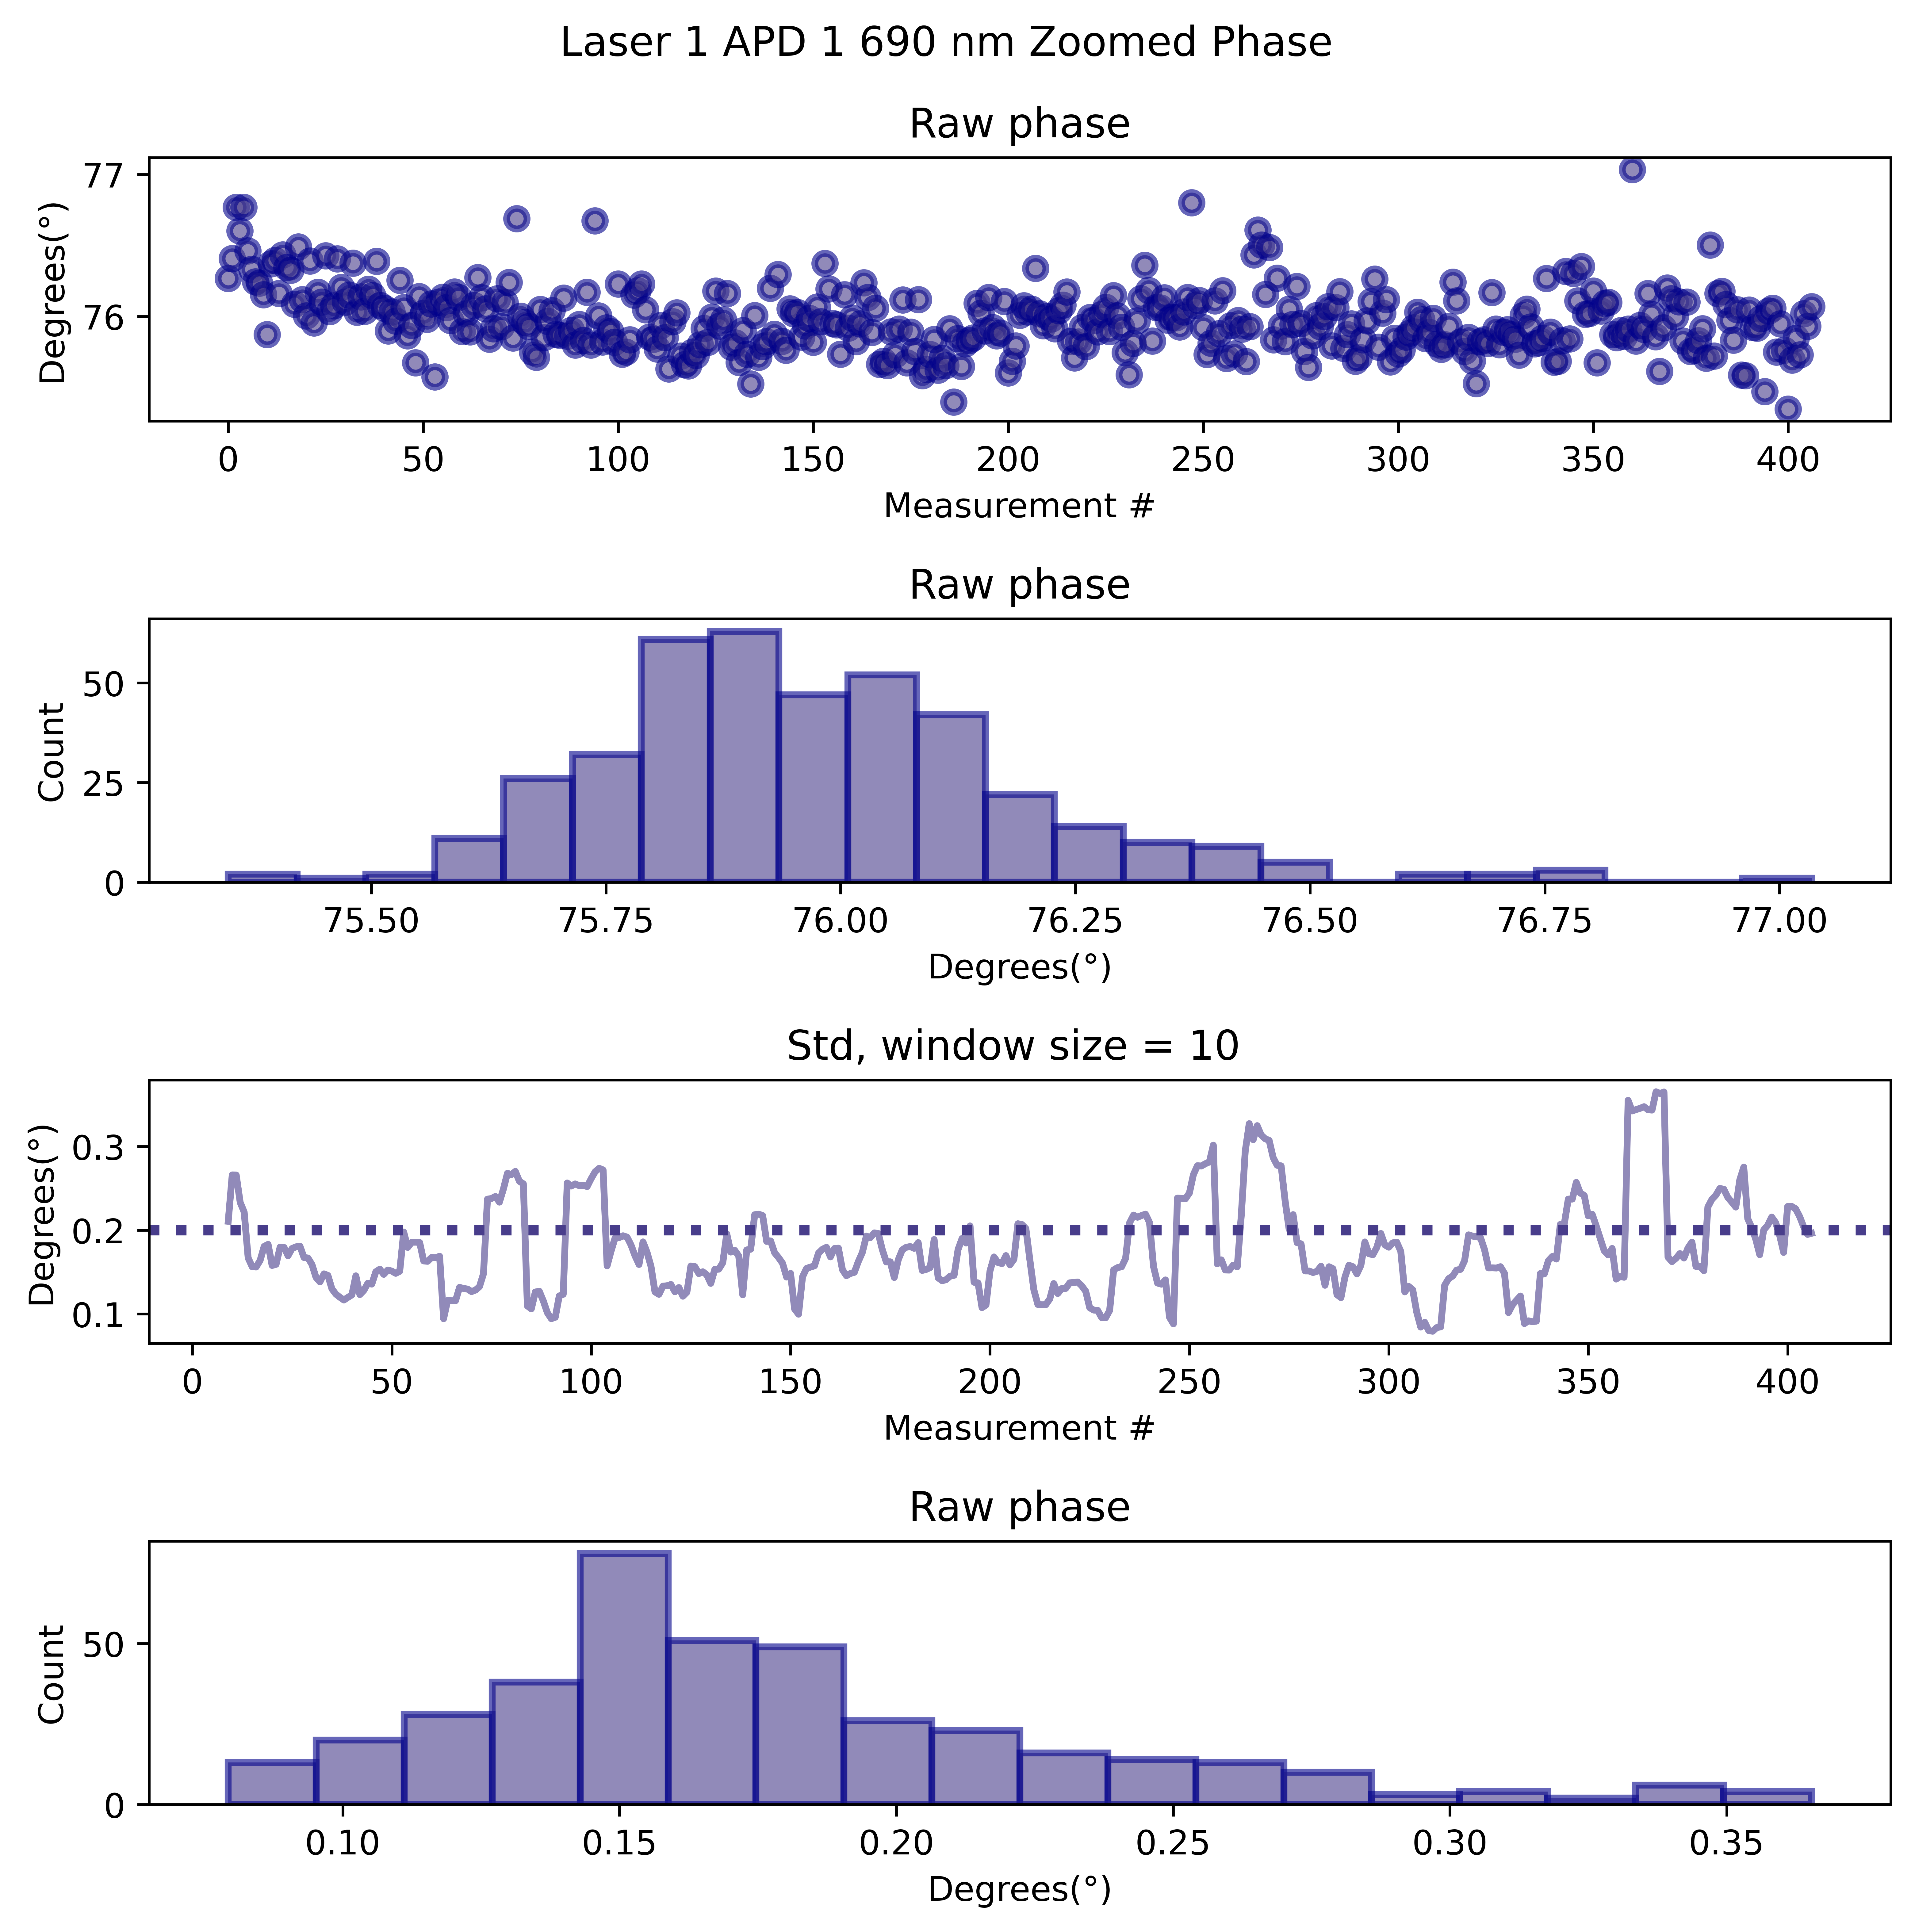 Laser 1 APD 1 690 nm Zoomed Phase
Raw phase
Degrees(°)
77
76
0 50 100 150 200 250 300 350 400
Measurement #
Raw phase
Count
50
25
0
75.50 75.75 76.00 76.25 76.50 76.75 77.00
Degrees(°)
Std, window size = 10
Degrees(°)
0.3
0.2
0.1
0 50 100 150 200 250 300 350 400
Measurement #
Raw phase
Count
50
0
0.10 0.15 0.20 0.25 0.30 0.35
Degrees(°)